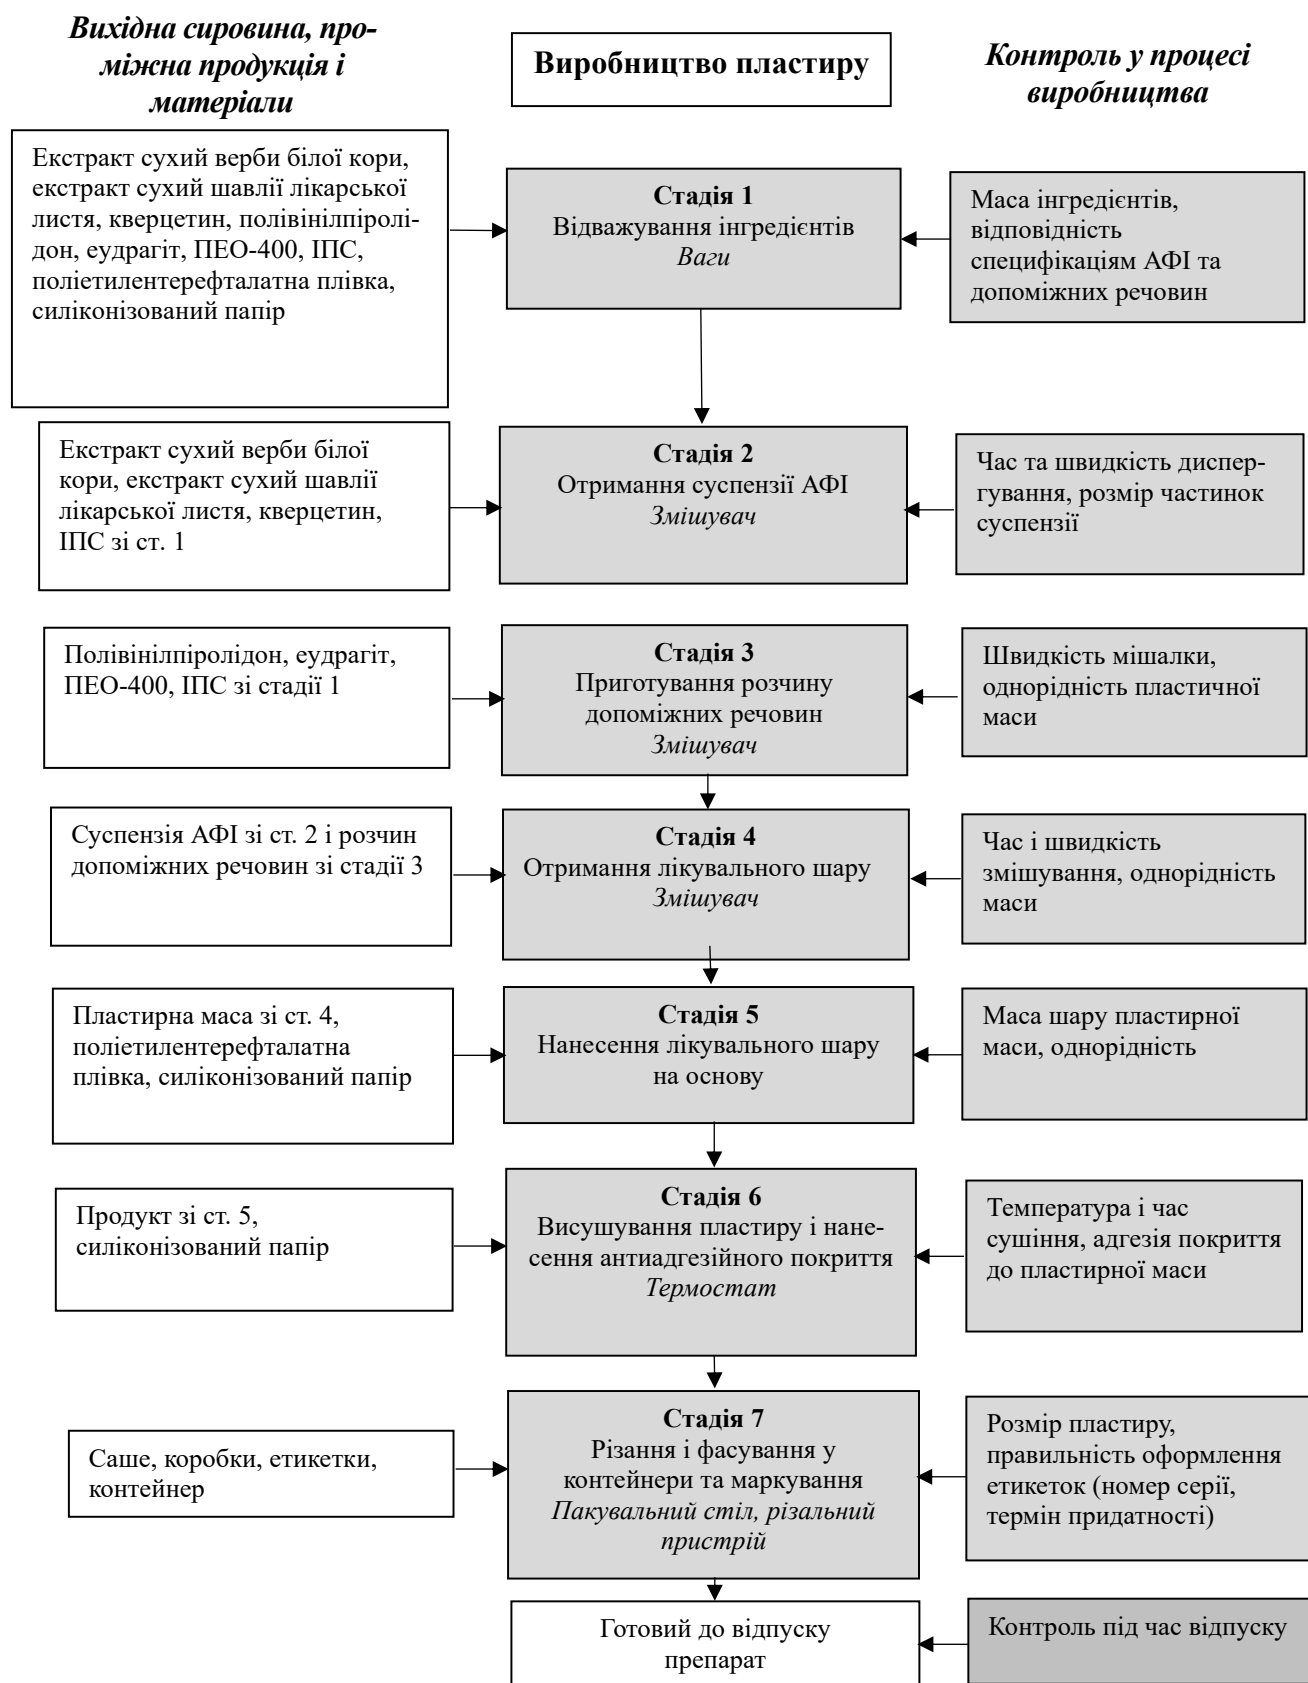 Вихідна сировина, про-
міжна продукція і
матеріали
Виробництво пластиру
Контроль у процесі
виробництва
Екстракт сухий верби білої кори,
екстракт сухий шавлії лікарської
листя, кверцетин, полівінілпіролі-
дон, еудрагіт, ПЕО-400, ІПС,
поліетилентерефталатна плівка,
силіконізований папір
Стадія 1
Відважування інгредієнтів
Ваги
Маса інгредієнтів,
відповідність
специфікаціям АФІ та
допоміжних речовин
Екстракт сухий верби білої
кори, екстракт сухий шавлії
лікарської листя, кверцетин,
ІПС зі ст. 1
Стадія 2
Отримання суспензії АФІ
Змішувач
Час та швидкість диспер-
гування, розмір частинок
суспензії
Полівінілпіролідон, еудрагіт,
ПЕО-400, ІПС зі стадії 1
Стадія 3
Приготування розчину
допоміжних речовин
Змішувач
Швидкість мішалки,
однорідність пластичної
маси
Суспензія АФІ зі ст. 2 і розчин
допоміжних речовин зі стадії 3
Стадія 4
Отримання лікувального шару
Змішувач
Час і швидкість
змішування, однорідність
маси
Пластирна маса зі ст. 4,
поліетилентерефталатна
плівка, силіконізований папір
Стадія 5
Нанесення лікувального шару
на основу
Маса шару пластирної
маси, однорідність
Продукт зі ст. 5,
силіконізований папір
Стадія 6
Висушування пластиру і нане-
сення антиадгезійного покриття
Термостат
Температура і час
сушіння, адгезія покриття
до пластирної маси
Саше, коробки, етикетки,
контейнер
Стадія 7
Різання і фасування у
контейнери та маркування
Пакувальний стіл, різальний
пристрій
Розмір пластиру,
правильність оформлення
етикеток (номер серії,
термін придатності)
Готовий до відпуску
препарат
Контроль під час відпуску